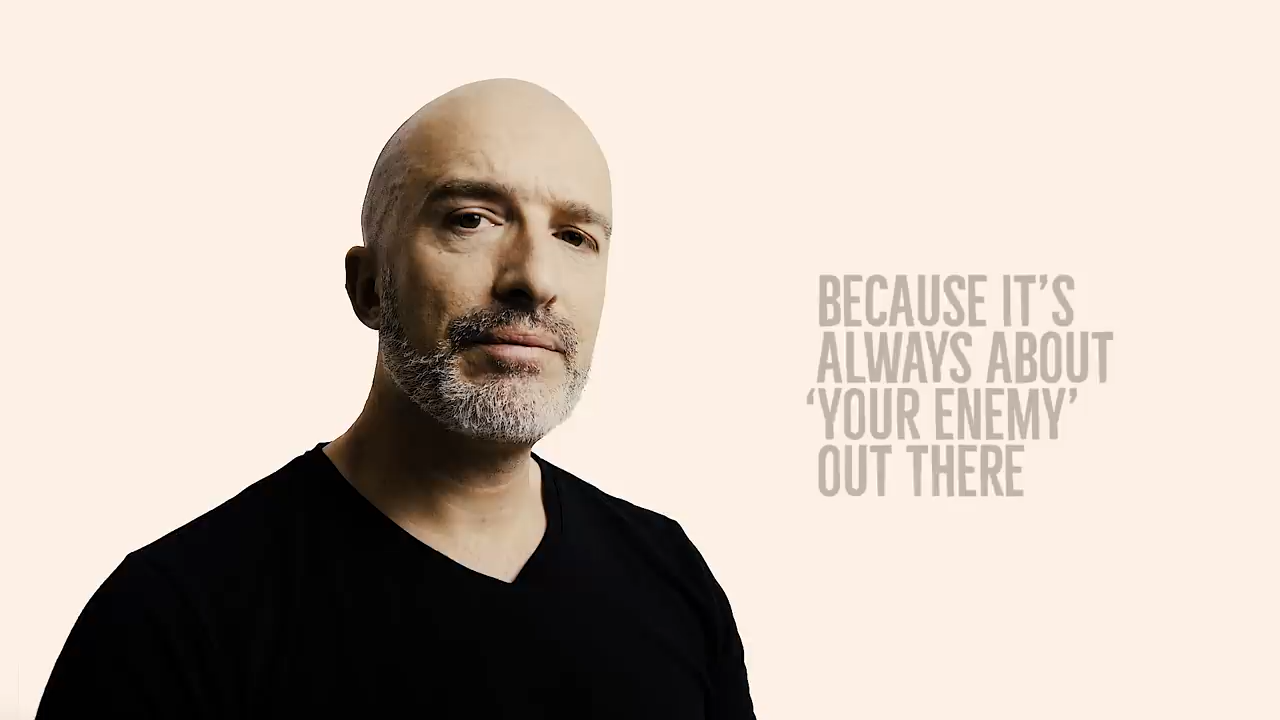 BECAUSE IT’S
ALWAYS ABOUT
‘YOUR ENEMY’
OUT THERE